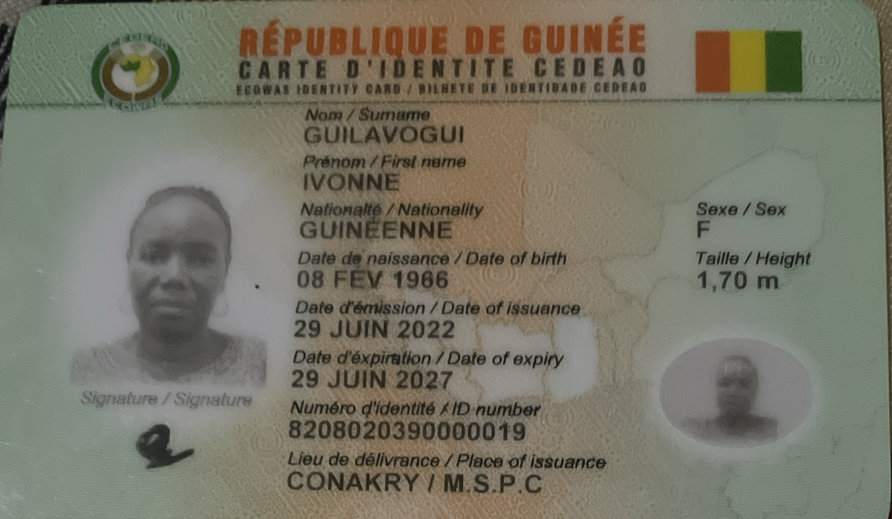 CEDEAO
ECOWAS
RÉPUBLIQUE DE GUINÉE
CARTE D'IDENTITE CEDEAO
ECOWAS IDENTITY CARD / BILHETE DE IDENTIDADE CEDEAO
Nom / Surname
GUILAVOGUI
Prénom / First name
IVONNE
Nationalté / Nationality
GUINÉENNE
Sexe / Sex
F
Date de naissance / Date of birth
08 FÉV 1966
Taille / Height
1,70 m
Date d'émission / Date of issuance
29 JUIN 2022
Date d'éxpiration / Date of expiry
29 JUIN 2027
Signature / Signature
Numéro d'identité / ID number
8208020390000019
Lieu de délivrance / Place of issuance
CONAKRY / M.S.P.C